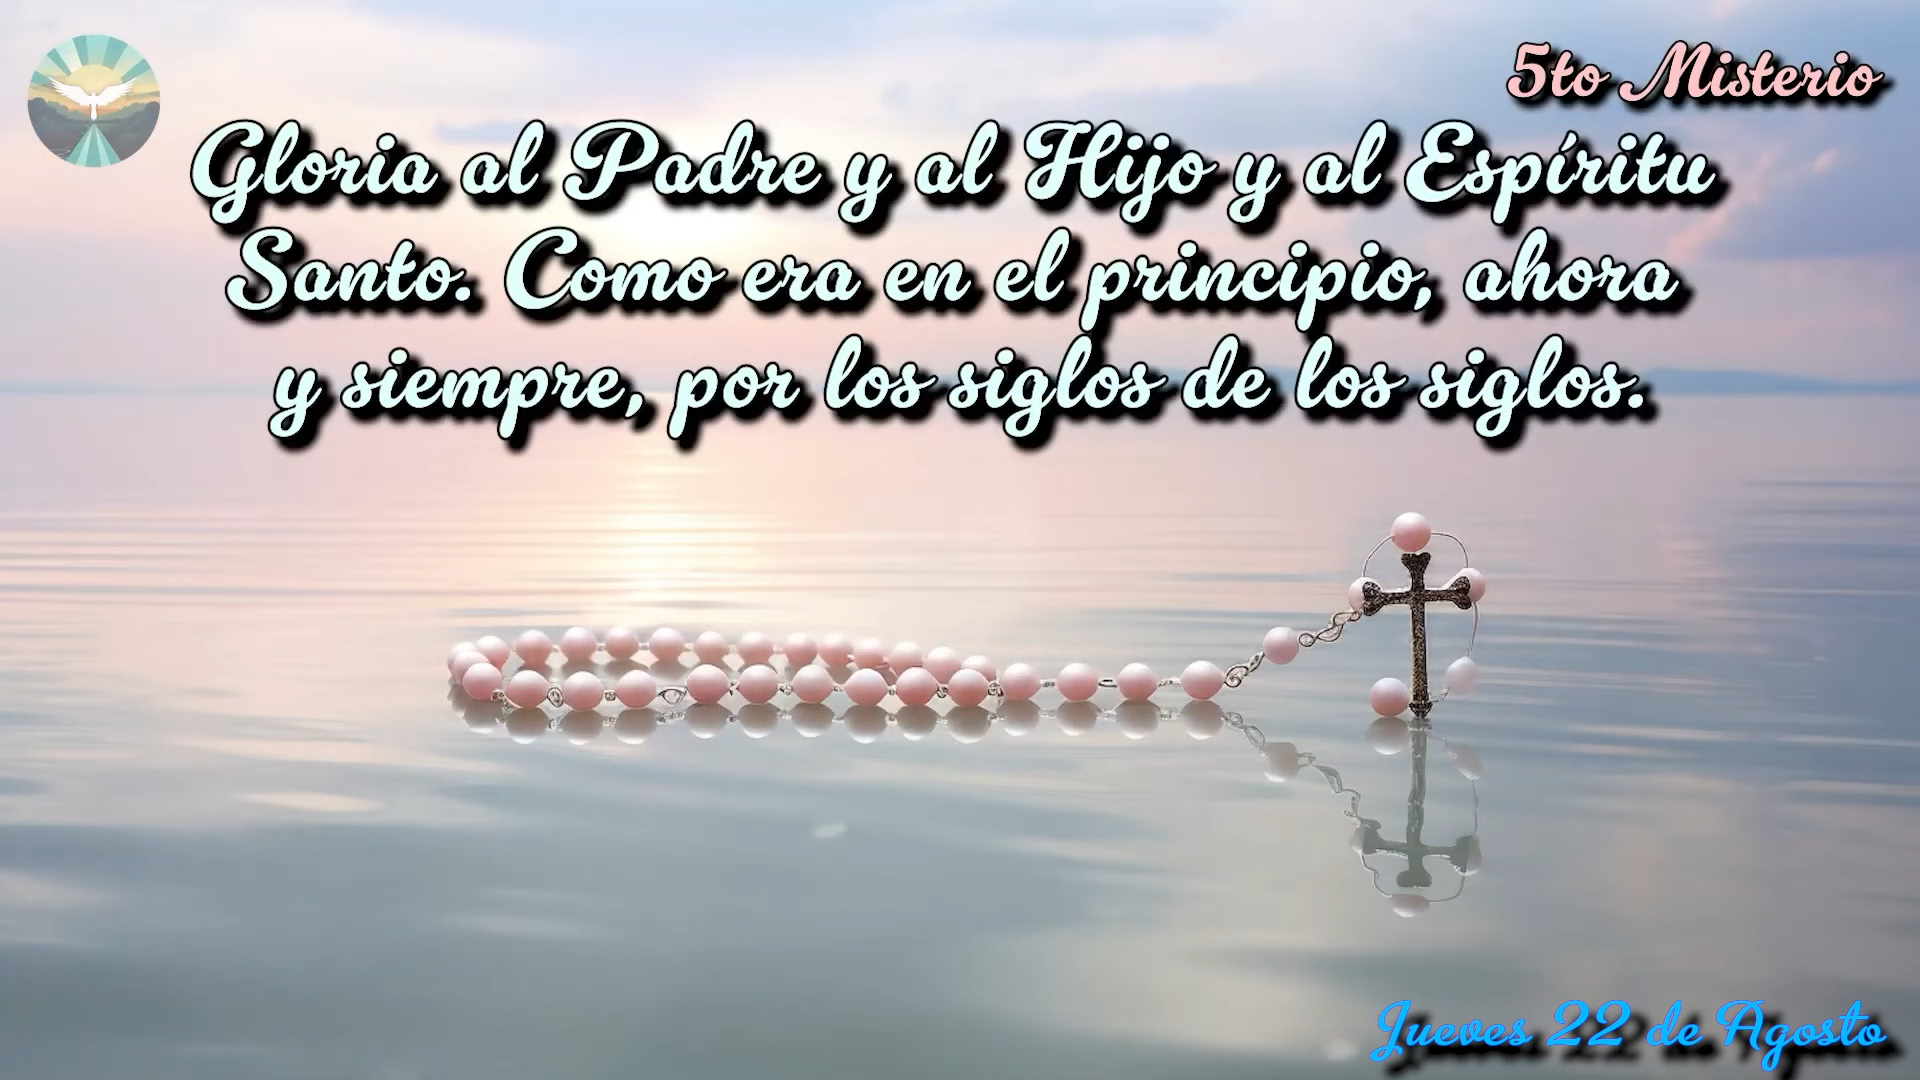 5to Misterio
Gloria al Padre y al Hijo y al Espíritu
Santo. Como era en el principio, ahora
y siempre, por los siglos de los siglos.
Jueves 22 de Agosto